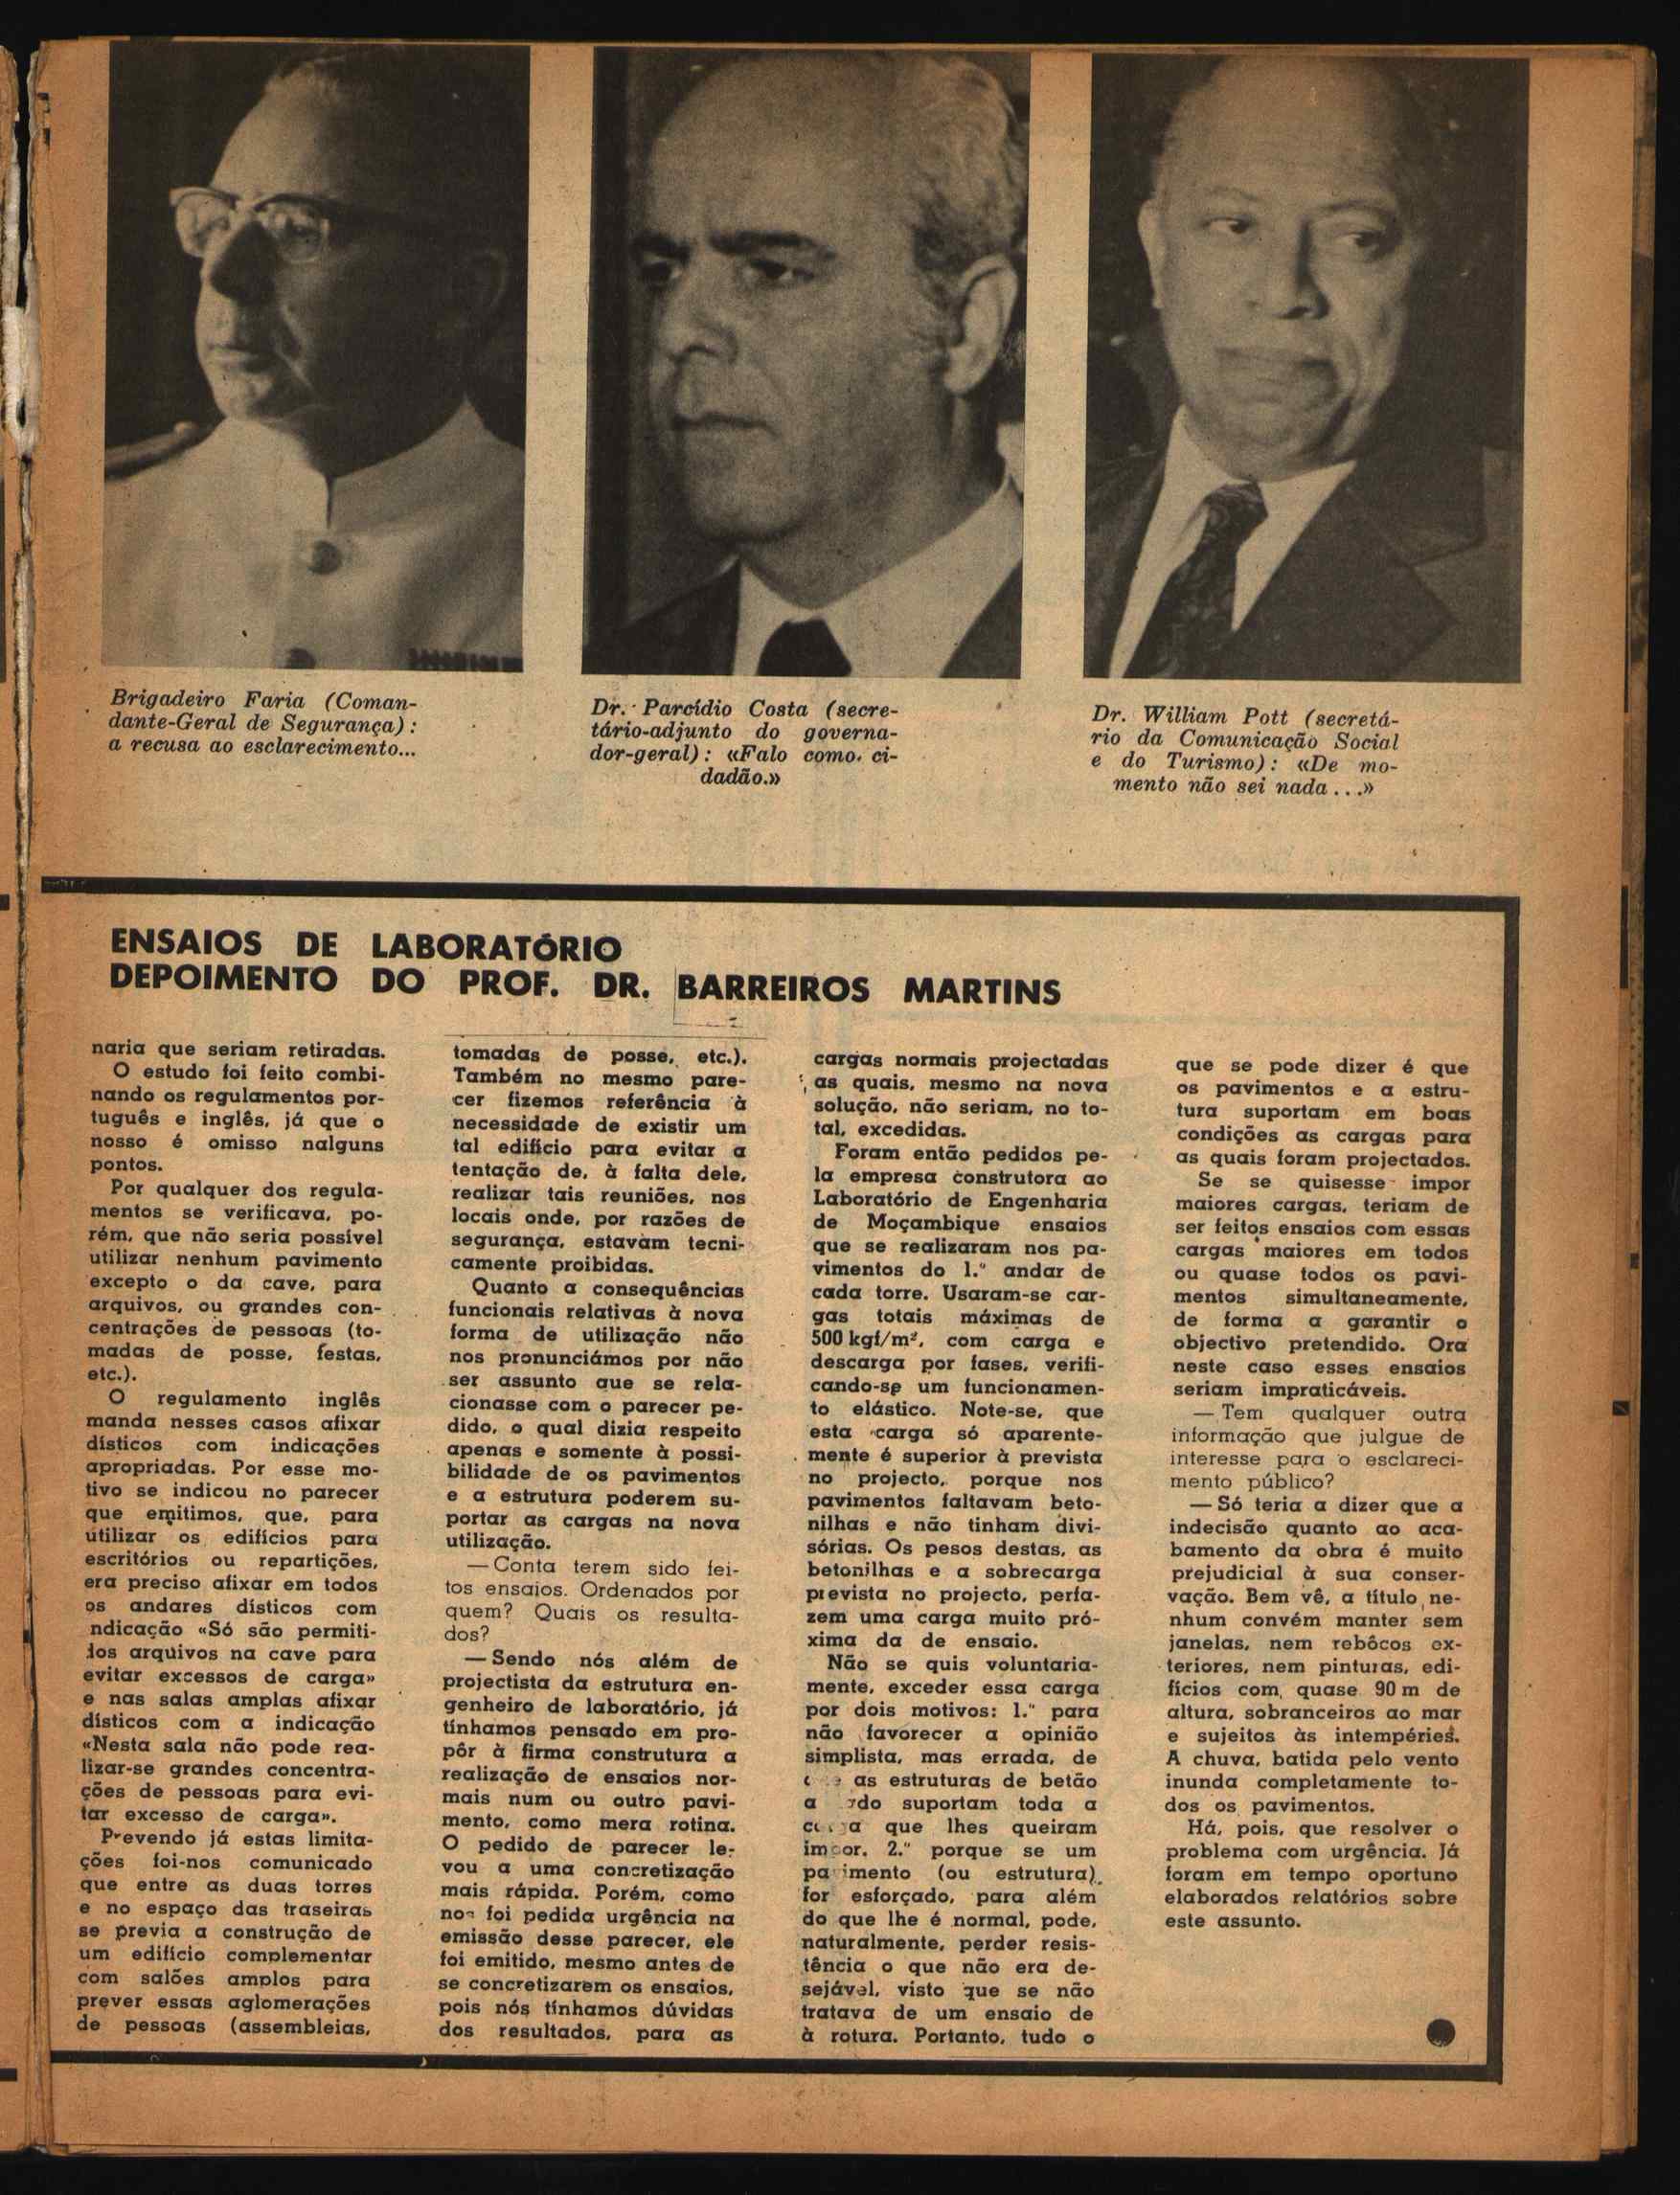 Brigadeiro Faria (Coman-
dante-Geral de Segurança):
a recusa ao esclarecimento...
Dr. Parcídio Costa (secre-
tário-adjunto do governa-
dor-geral): «Falo como ci-
dadão.»
Dr. William Pott (secretá-
rio da Comunicação Social
e do Turismo): «De mo-
mento não sei nada...»
ENSAIOS DE LABORATÓRIO
DEPOIMENTO DO PROF. DR. BARREIROS MARTINS
naria que seriam retiradas.
O estudo foi feito combi-
nando os regulamentos por-
tuguês e inglês, já que o
nosso é omisso nalguns
pontos.
Por qualquer dos regula-
mentos se verificava, po-
rém, que não seria possível
utilizar nenhum pavimento
excepto o da cave, para
arquivos, ou grandes con-
centrações de pessoas (to-
madas de posse, festas,
etc.).
O regulamento inglês
manda nesses casos afixar
dísticos com indicações
apropriadas. Por esse mo-
tivo se indicou no parecer
que emitimos, que, para
utilizar os edifícios para
escritórios ou repartições,
era preciso afixar em todos
os andares dísticos com
ndicação «Só são permiti-
dos arquivos na cave para
evitar excessos de carga»
e nas salas amplas afixar
dísticos com a indicação
«Nesta sala não pode rea-
lizar-se grandes concentra-
ções de pessoas para evi-
tar excesso de carga».
Prevendo já estas limita-
ções foi-nos comunicado
que entre as duas torres
e no espaço das traseiras
se previa a construção de
um edifício complementar
com salões amplos para
prever essas aglomerações
de pessoas (assembleias,
tomadas de posse, etc.).
Também no mesmo pare-
cer fizemos referência à
necessidade de existir um
tal edifício para evitar a
tentação de, à falta dele,
realizar tais reuniões, nos
locais onde, por razões de
segurança, estavam tecni-
camente proibidas.
Quanto a consequências
funcionais relativas à nova
forma de utilização não
nos pronunciámos por não
ser assunto que se rela-
cionasse com o parecer pe-
dido, o qual dizia respeito
apenas e somente à possi-
bilidade de os pavimentos
e a estrutura poderem su-
portar as cargas na nova
utilização.
— Conta terem sido fei-
tos ensaios. Ordenados por
quem? Quais os resulta-
dos?
— Sendo nós além de
projectista da estrutura en-
genheiro de laboratório, já
tínhamos pensado em pro-
pôr à firma construtura a
realização de ensaios nor-
mais num ou outro pavi-
mento, como mera rotina.
O pedido de parecer le-
vou a uma concretização
mais rápida. Porém, como
nos foi pedida urgência na
emissão desse parecer, ele
foi emitido, mesmo antes de
se concretizarem os ensaios,
pois nós tínhamos dúvidas
dos resultados, para as
cargas normais projectadas
as quais, mesmo na nova
solução, não seriam, no to-
tal, excedidas.
Foram então pedidos pe-
la empresa construtora ao
Laboratório de Engenharia
de Moçambique ensaios
que se realizaram nos pa-
vimentos do 1.º andar de
cada torre. Usaram-se car-
gas totais máximas de
500 kgf/m², com carga e
descarga por fases, verifi-
cando-se um funcionamen-
to elástico. Note-se, que
esta carga só aparente-
mente é superior à prevista
no projecto, porque nos
pavimentos faltavam beto-
nilhas e não tinham divi-
sórias. Os pesos destas, as
betonilhas e a sobrecarga
prevista no projecto, perfa-
zem uma carga muito pró-
xima da de ensaio.
Não se quis voluntaria-
mente, exceder essa carga
por dois motivos: 1.º para
não favorecer a opinião
simplista, mas errada, de
as estruturas de betão
suportam toda a
que lhes queiram
impor. 2.º porque se um
pavimento (ou estrutura)
for esforçado, para além
do que lhe é normal, pode,
naturalmente, perder resis-
tência o que não era de-
sejável, visto que se não
tratava de um ensaio de
à rotura. Portanto, tudo o
que se pode dizer é que
os pavimentos e a estru-
tura suportam em boas
condições as cargas para
as quais foram projectados.
Se se quisesse impor
maiores cargas, teriam de
ser feitos ensaios com essas
cargas maiores em todos
ou quase todos os pavi-
mentos simultaneamente,
de forma a garantir o
objectivo pretendido. Ora
neste caso esses ensaios
seriam impraticáveis.
— Tem qualquer outra
informação que julgue de
interesse para o esclareci-
mento público?
— Só teria a dizer que a
indecisão quanto ao aca-
bamento da obra é muito
prejudicial à sua conser-
vação. Bem vê, a título ne-
nhum convém manter sem
janelas, nem rebôcos ex-
teriores, nem pinturas, edi-
fícios com, quase 90 m de
altura, sobranceiros ao mar
e sujeitos às intempéries.
A chuva, batida pelo vento
inunda completamente to-
dos os pavimentos.
Há, pois, que resolver o
problema com urgência. Já
foram em tempo oportuno
elaborados relatórios sobre
este assunto.